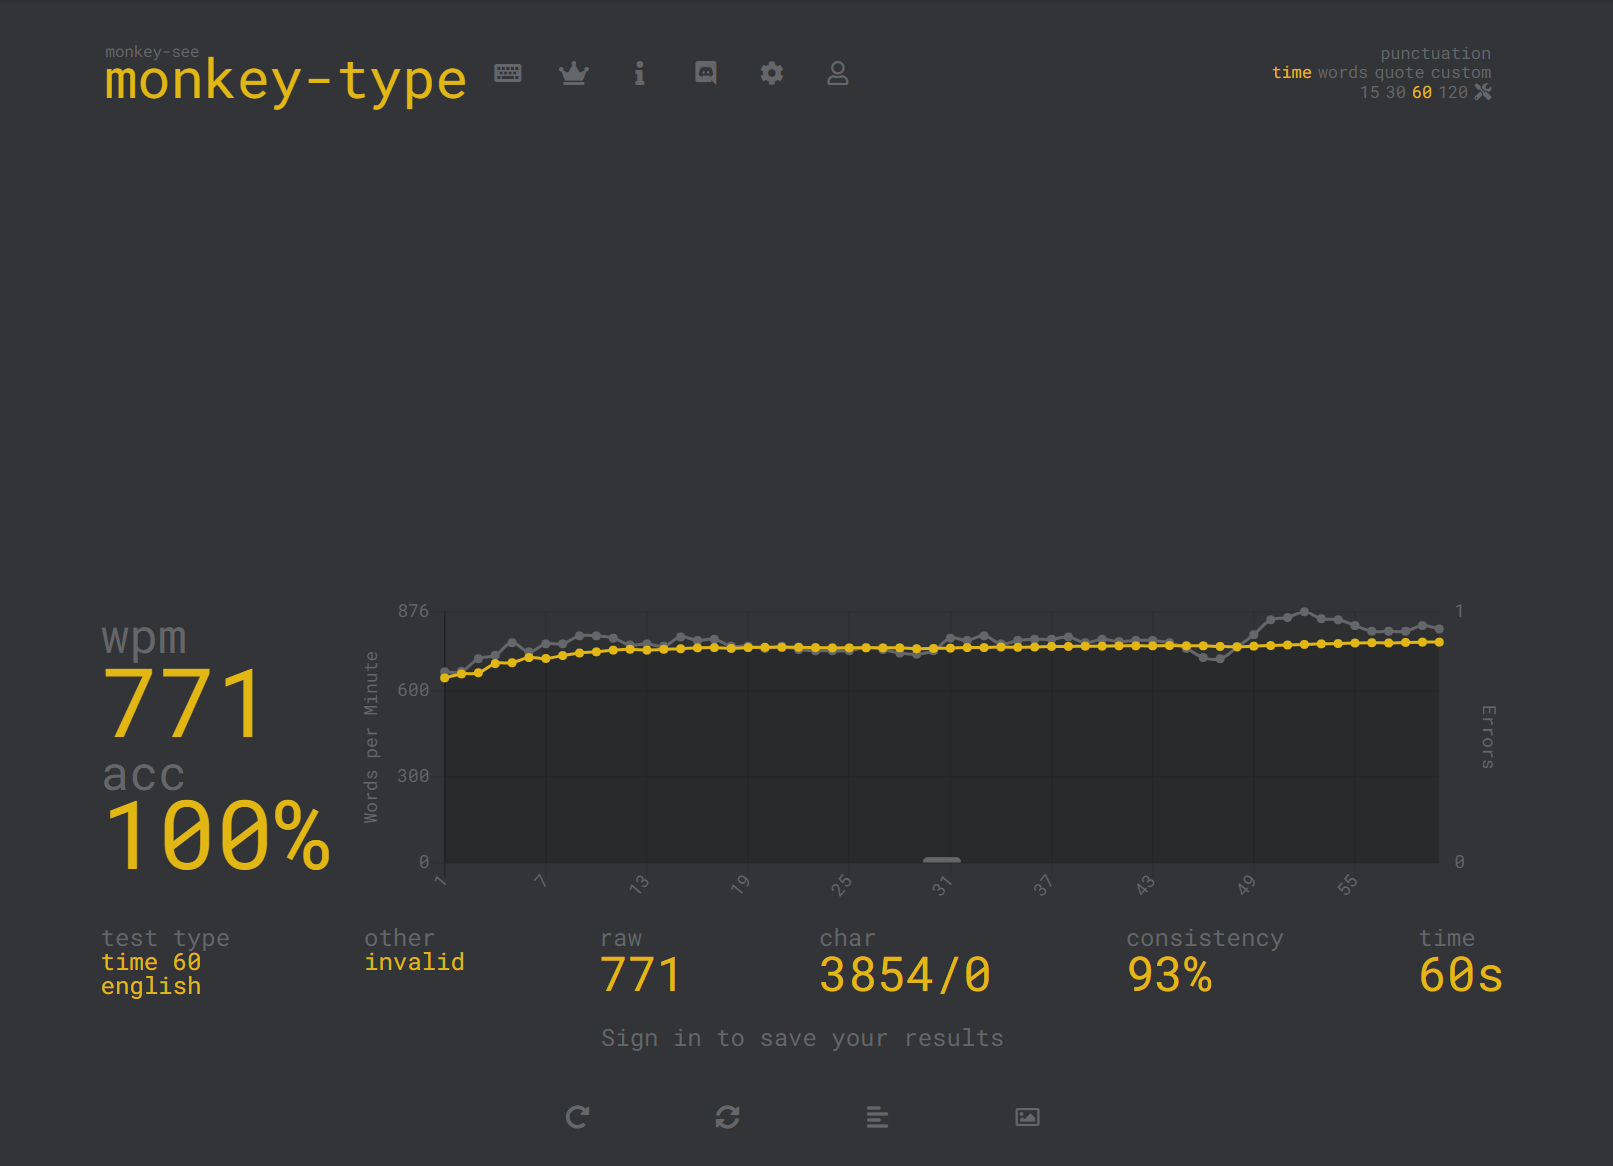 monkey-see
monkey-type
punctuation
time words quote custom
15 30 60 120
wpm
771
acc
100%
Words per Minute
876
600
300
0
1 7 13 19 25 31 37 43 49 55
1
0
Errors
test type
time 60
english
other
invalid
raw
771
char
3854/0
consistency
93%
time
60s
Sign in to save your results